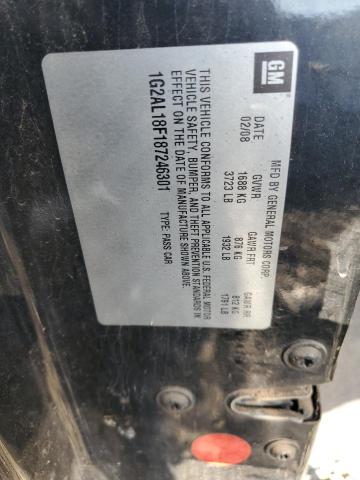 GM
MFD BY GENERAL MOTORS CORP.
DATE GVWR GAWR FRT GAWR RR
02/08 1688 KG 876 KG 812 KG
3723 LB 1932 LB 1791 LB
THIS VEHICLE CONFORMS TO ALL APPLICABLE U.S. FEDERAL MOTOR
VEHICLE SAFETY, BUMPER, AND THEFT PREVENTION STANDARDS IN
EFFECT ON THE DATE OF MANUFACTURE SHOWN ABOVE.
1G2AL18F187246301 TYPE: PASS CAR